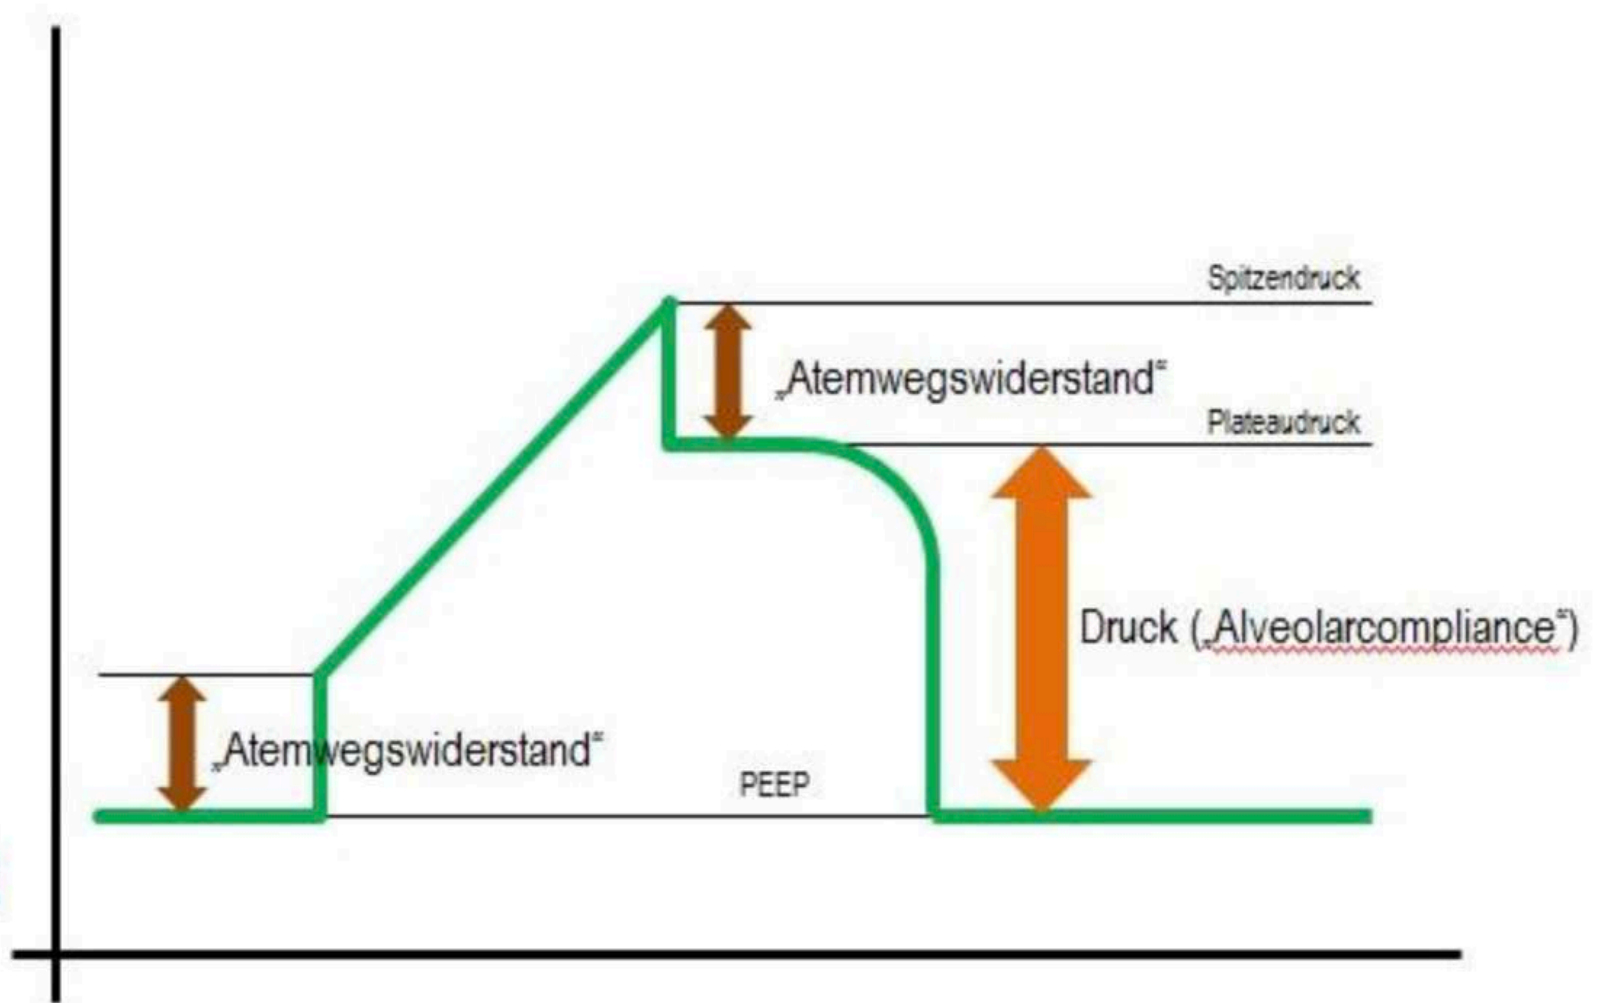 Spitzendruck
„Atemwegswiderstand“
Plateaudruck
Druck („Alveolarcompliance“)
„Atemwegswiderstand“
PEEP